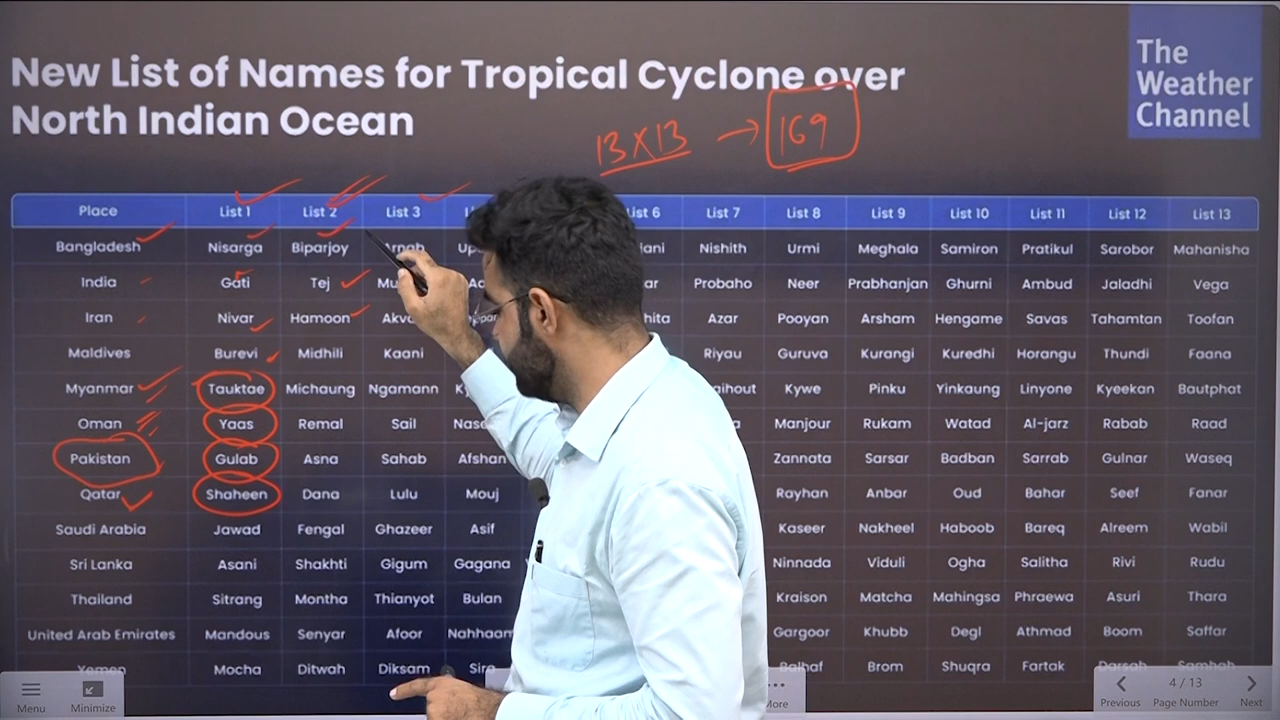 New List of Names for Tropical Cyclone over
North Indian Ocean
The
Weather
Channel
13 X 13 → 169
Place List 1 List 2 List 3 List 6 List 7 List 8 List 9 List 10 List 11 List 12 List 13
Bangladesh Nisarga Biparjoy Arnab Nishith Urmi Meghala Samiron Pratikul Sarobor Mahanisha
India Gati Tej Probaho Neer Prabhanjan Ghurni Ambud Jaladhi Vega
Iran Nivar Hamoon Azar Pooyan Arsham Hengame Savas Tahamtan Toofan
Maldives Burevi Midhili Kaani Riyau Guruva Kurangi Kuredhi Horangu Thundi Faana
Myanmar Tauktae Michaung Ngamann Kywe Pinku Yinkaung Linyone Kyeekan Bautphat
Oman Yaas Remal Sail Manjour Rukam Watad Al-jarz Rabab Raad
Pakistan Gulab Asna Sahab Afshan Zannata Sarsar Badban Sarrab Gulnar Waseq
Qatar Shaheen Dana Lulu Mouj Rayhan Anbar Oud Bahar Seef Fanar
Saudi Arabia Jawad Fengal Ghazeer Asif Kaseer Nakheel Haboob Bareq Alreem Wabil
Sri Lanka Asani Shakhti Gigum Gagana Ninnada Viduli Ogha Salitha Rivi Rudu
Thailand Sitrang Montha Thianyot Bulan Kraison Matcha Mahingsa Phraewa Asuri Thara
United Arab Emirates Mandous Senyar Afoor Nahhaam Gargoor Khubb Degl Athmad Boom Saffar
Yemen Mocha Ditwah Diksam Sira Balhaf Brom Shuqra Fartak Darsah Samhah
Menu Minimize More Previous 4 / 13 Page Number Next